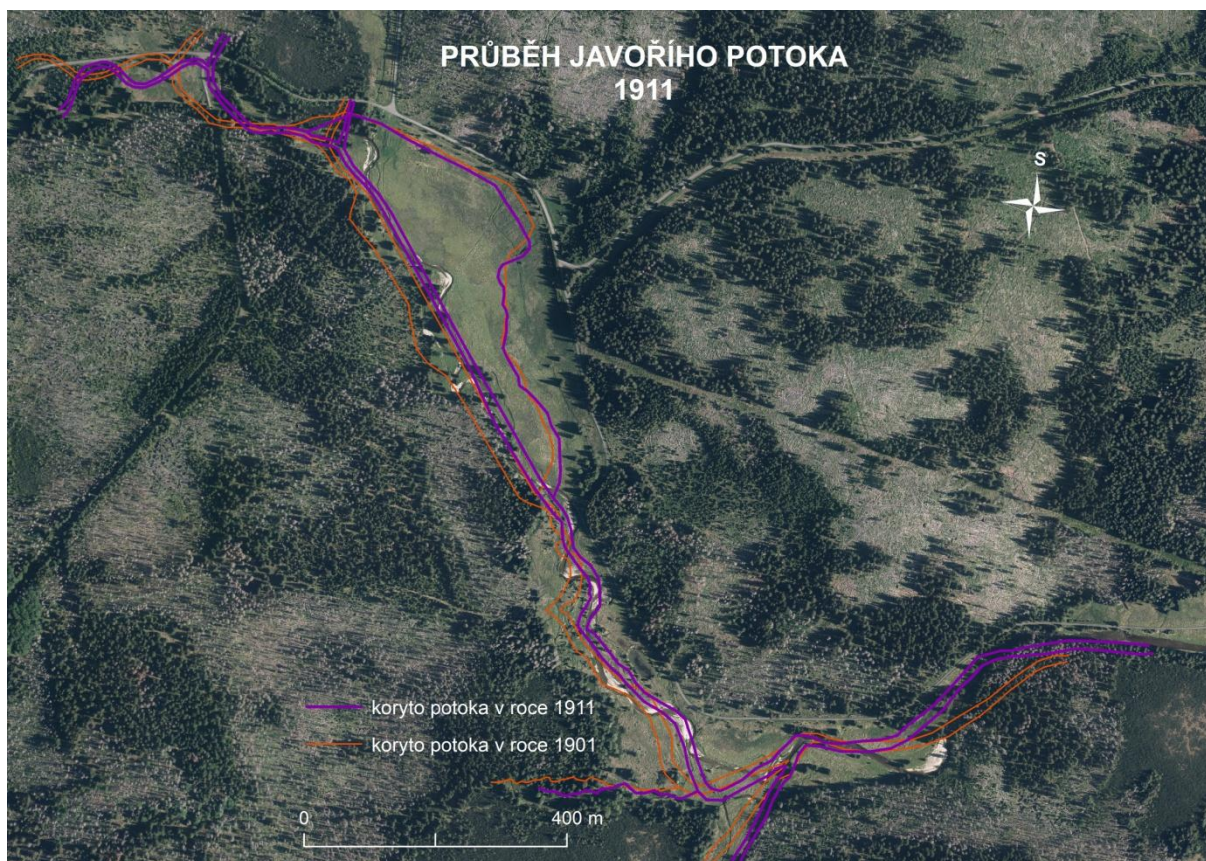 PRŮBĚH JAVOŘÍHO POTOKA
1911
S
koryto potoka v roce 1911
koryto potoka v roce 1901
0
400 m